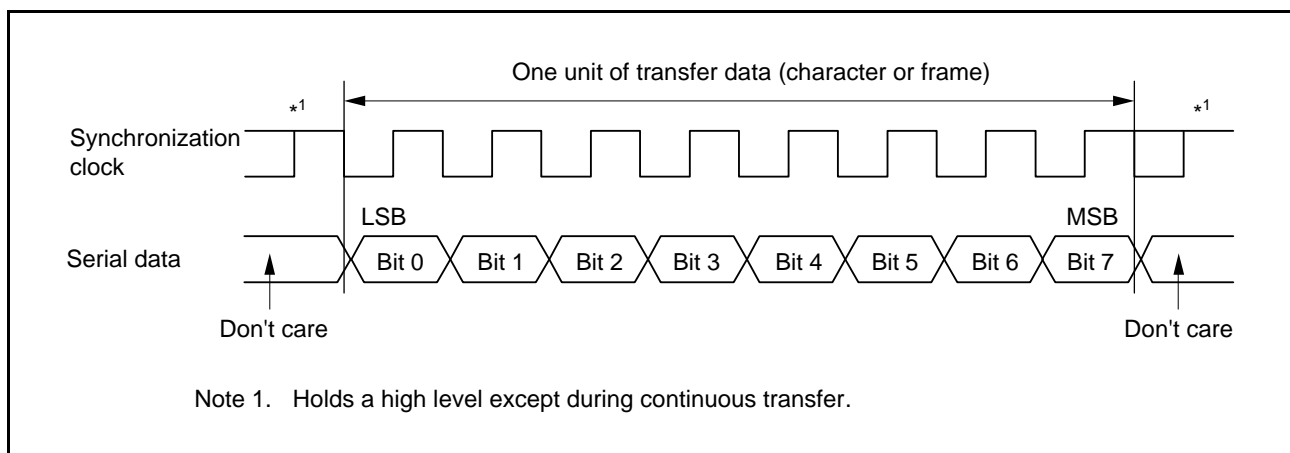 One unit of transfer data (character or frame)
*1 *1
Synchronization
clock
LSB MSB
Serial data Bit 0 Bit 1 Bit 2 Bit 3 Bit 4 Bit 5 Bit 6 Bit 7
Don't care Don't care
Note 1. Holds a high level except during continuous transfer.